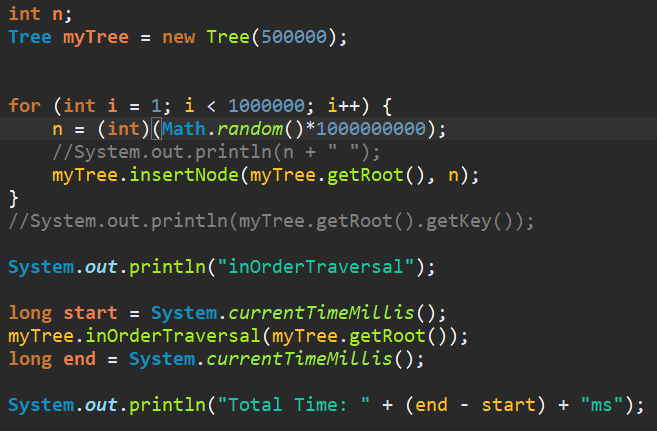 int n;
Tree myTree = new Tree(500000);
for (int i = 1; i < 1000000; i++) {
n = (int)(Math.random()*1000000000);
//System.out.println(n + " ");
myTree.insertNode(myTree.getRoot(), n);
}
//System.out.println(myTree.getRoot().getKey());
System.out.println("inOrderTraversal");
long start = System.currentTimeMillis();
myTree.inOrderTraversal(myTree.getRoot());
long end = System.currentTimeMillis();
System.out.println("Total Time: " + (end - start) + "ms");